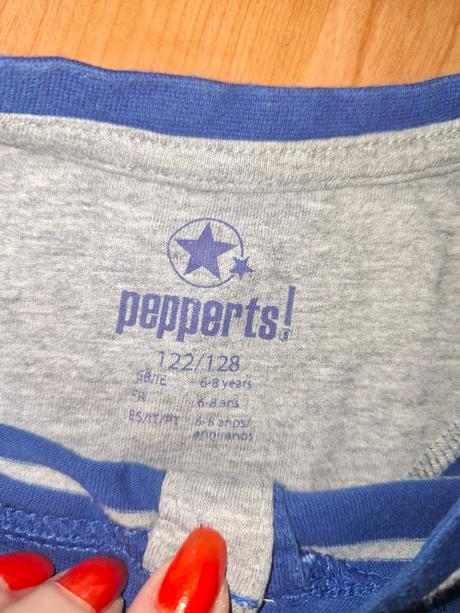 pepperts!
122/128
GB/IE 6-8 years
FR 6-8 ans
ES/IT/PT 6-8 años/
anni/anos